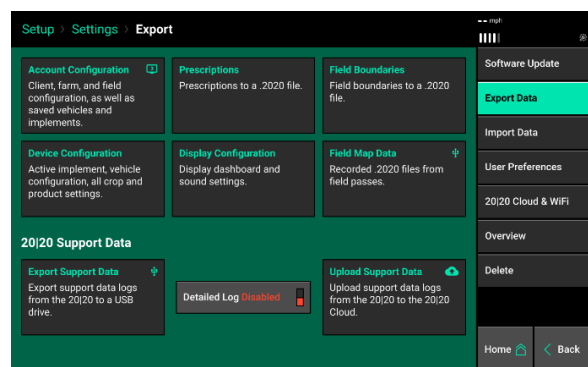 Setup > Settings > Export
-- mph
Account Configuration
Client, farm, and field
configuration, as well as
saved vehicles and
implements.
Prescriptions
Prescriptions to a .2020 file.
Field Boundaries
Field boundaries to a .2020
file.
Device Configuration
Active implement, vehicle
configuration, all crop and
product settings.
Display Configuration
Display dashboard and
sound settings.
Field Map Data
Recorded .2020 files from
field passes.
20|20 Support Data
Export Support Data
Export support data logs
from the 20|20 to a USB
drive.
Detailed Log Disabled
Upload Support Data
Upload support data logs
from the 20|20 to the 20|20
Cloud.
Software Update
Export Data
Import Data
User Preferences
20|20 Cloud & WiFi
Overview
Delete
Home
< Back